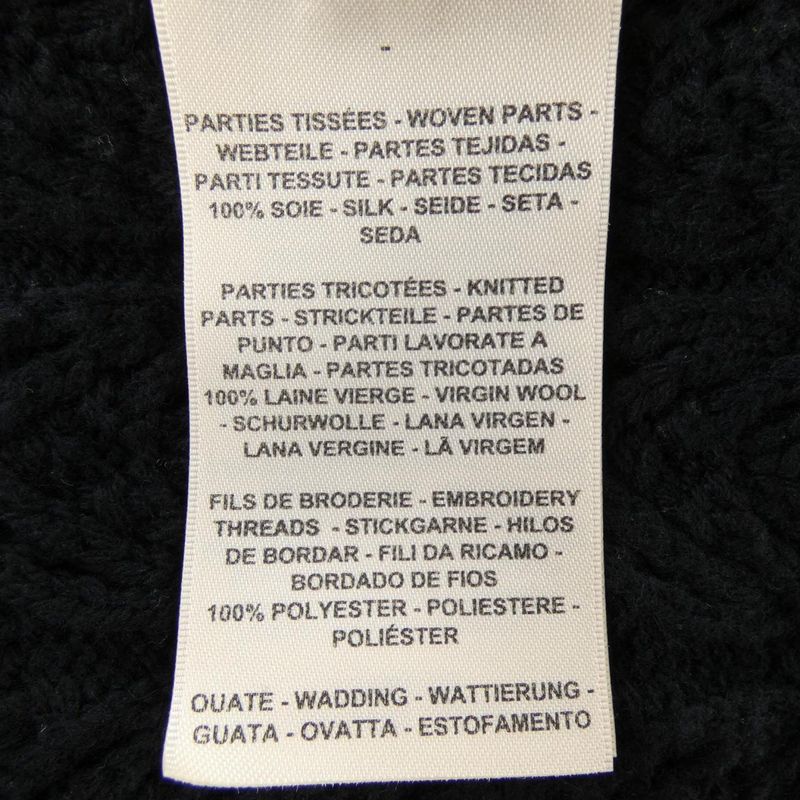 -
PARTIES TISSÉES - WOVEN PARTS -
WEBTEILE - PARTES TEJIDAS -
PARTI TESSUTE - PARTES TECIDAS
100% SOIE - SILK - SEIDE - SETA -
SEDA
PARTIES TRICOTÉES - KNITTED
PARTS - STRICKTEILE - PARTES DE
PUNTO - PARTI LAVORATE A
MAGLIA - PARTES TRICOTADAS
100% LAINE VIERGE - VIRGIN WOOL
- SCHURWOLLE - LANA VIRGEN -
LANA VERGINE - LÃ VIRGEM
FILS DE BRODERIE - EMBROIDERY
THREADS - STICKGARNE - HILOS
DE BORDAR - FILI DA RICAMO -
BORDADO DE FIOS
100% POLYESTER - POLIESTERE -
POLIÉSTER
OUATE - WADDING - WATTIERUNG -
GUATA - OVATTA - ESTOFAMENTO